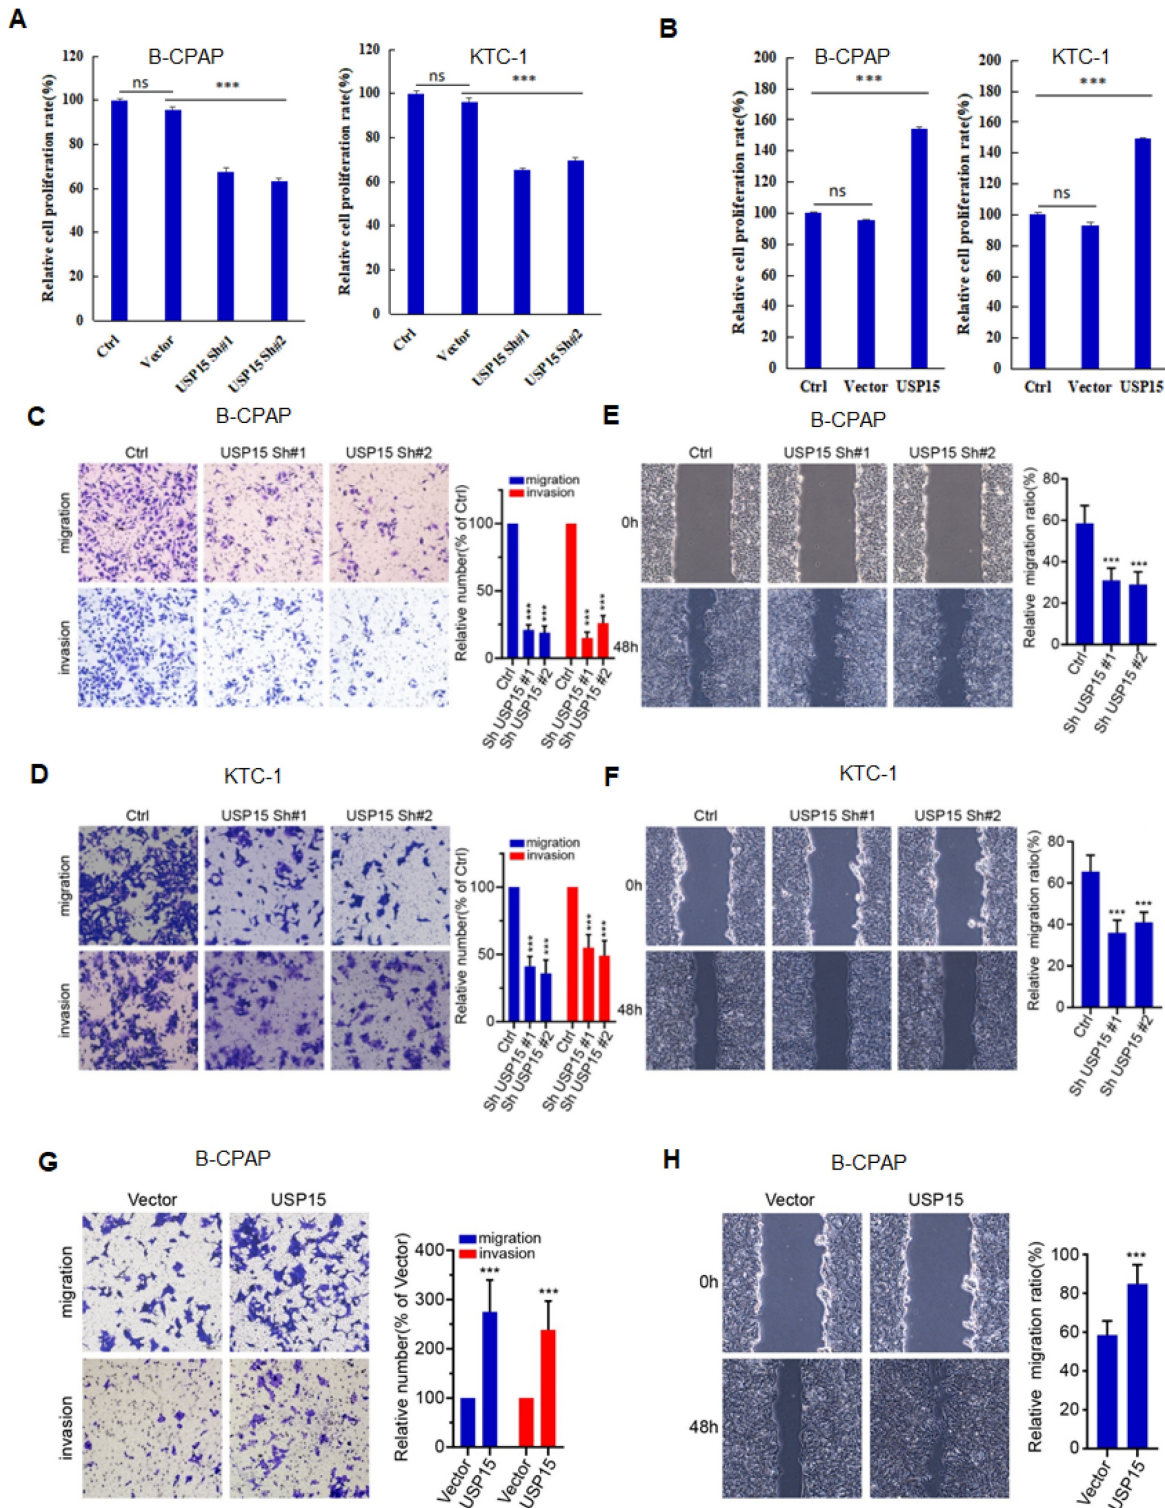 A
B-CPAP
Relative cell proliferation rate(%)
120
100
80
60
40
20
0
ns
***
Ctrl
Vector
USP15 Sh#1
USP15 Sh#2
KTC-1
Relative cell proliferation rate(%)
120
100
80
60
40
20
0
ns
***
Ctrl
Vector
USP15 Sh#1
USP15 Sh#2
B
B-CPAP
Relative cell proliferation rate(%)
200
180
160
140
120
100
80
60
40
20
0
***
ns
Ctrl Vector USP15
KTC-1
Relative cell proliferation rate(%)
200
180
160
140
120
100
80
60
40
20
0
***
ns
Ctrl Vector USP15
C
B-CPAP
Ctrl USP15 Sh#1 USP15 Sh#2
migration
invasion
migration
invasion
Relative number(% of Ctrl)
100
50
0
***
***
***
***
Ctrl
Sh USP15 #1
Sh USP15 #2
Ctrl
Sh USP15 #1
Sh USP15 #2
E
B-CPAP
Ctrl USP15 Sh#1 USP15 Sh#2
0h
48h
Relative migration ratio(%)
80
60
40
20
0
***
***
Ctrl
Sh USP15 #1
Sh USP15 #2
D
KTC-1
Ctrl USP15 Sh#1 USP15 Sh#2
migration
invasion
migration
invasion
Relative number(% of Ctrl)
100
50
0
***
***
***
***
Ctrl
Sh USP15 #1
Sh USP15 #2
Ctrl
Sh USP15 #1
Sh USP15 #2
F
KTC-1
Ctrl USP15 Sh#1 USP15 Sh#2
0h
48h
Relative migration ratio(%)
80
60
40
20
0
***
***
Ctrl
Sh USP15 #1
Sh USP15 #2
G
B-CPAP
Vector USP15
migration
invasion
migration
invasion
Relative number(% of Vector)
400
300
200
100
0
***
***
Vector
USP15
Vector
USP15
H
B-CPAP
Vector USP15
0h
48h
Relative migration ratio(%)
100
80
60
40
20
0
***
Vector
USP15